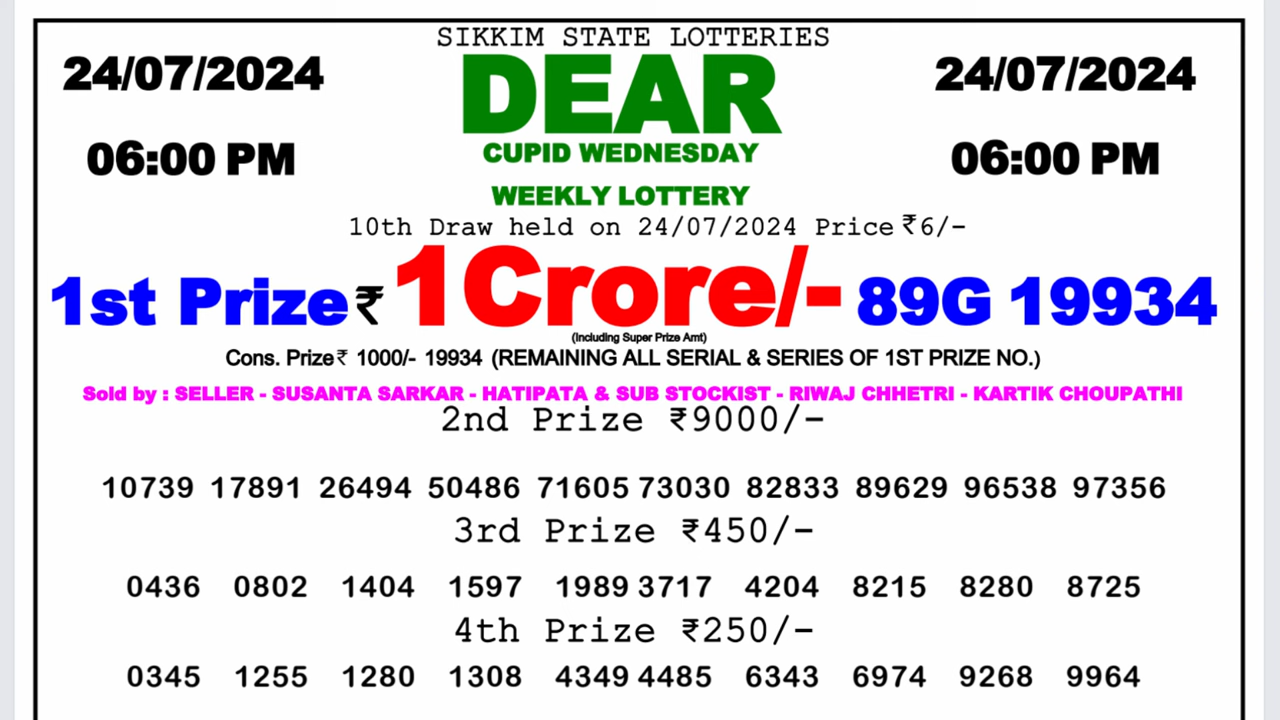 SIKKIM STATE LOTTERIES
24/07/2024 DEAR 24/07/2024
06:00 PM CUPID WEDNESDAY 06:00 PM
WEEKLY LOTTERY
10th Draw held on 24/07/2024 Price ₹6/-
1st Prize ₹ 1Crore/- 89G 19934
(Including Super Prize Amt)
Cons. Prize ₹ 1000/- 19934 (REMAINING ALL SERIAL & SERIES OF 1ST PRIZE NO.)
Sold by : SELLER - SUSANTA SARKAR - HATIPATA & SUB STOCKIST - RIWAJ CHHETRI - KARTIK CHOUPATHI
2nd Prize ₹9000/-
10739 17891 26494 50486 71605 73030 82833 89629 96538 97356
3rd Prize ₹450/-
0436 0802 1404 1597 1989 3717 4204 8215 8280 8725
4th Prize ₹250/-
0345 1255 1280 1308 4349 4485 6343 6974 9268 9964